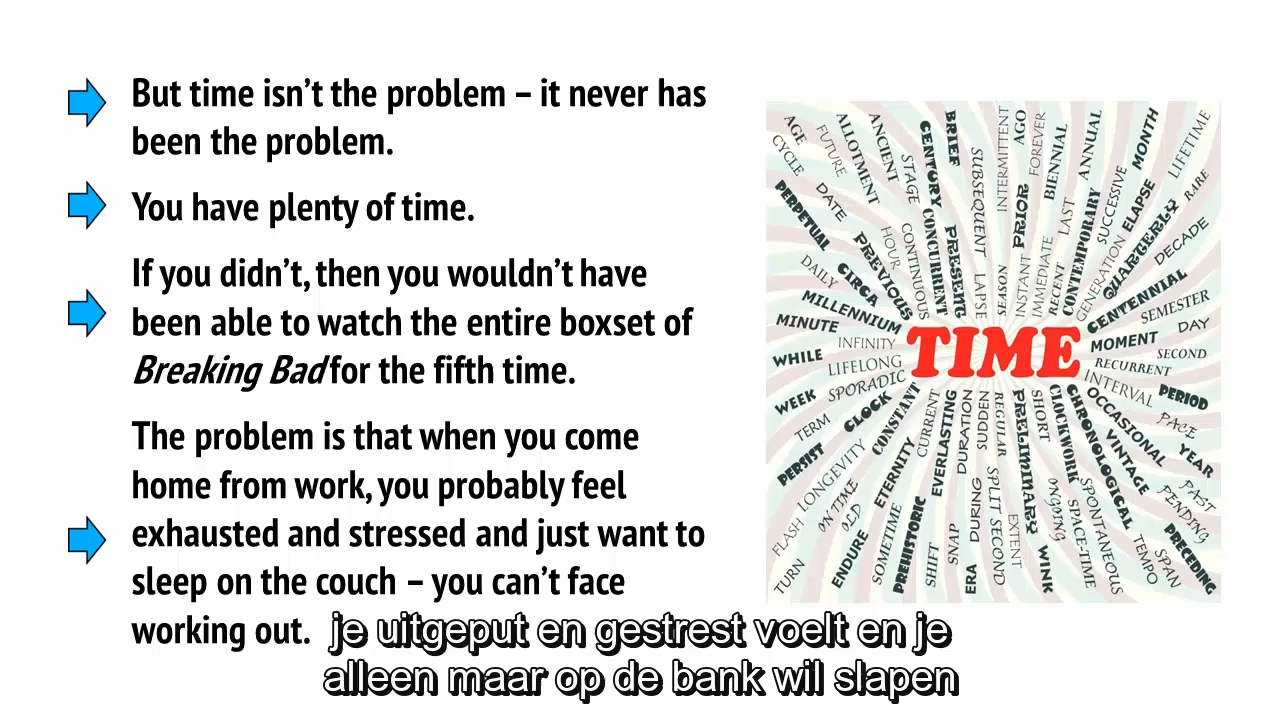 But time isn't the problem – it never has
been the problem.
You have plenty of time.
If you didn't, then you wouldn't have
been able to watch the entire boxset of
Breaking Bad for the fifth time.
The problem is that when you come
home from work, you probably feel
exhausted and stressed and just want to
sleep on the couch – you can't face
working out.
je uitgeput en gestrest voelt en je
alleen maar op de bank wil slapen
TIME
AGE
CYCLE
FUTURE
ALLOTMENT
ANCIENT
STAGE
CENTURY
CONCURRENT
BRIEF
PRESENT
SUBSEQUENT
LAPSE
INTERMITTENT
SEASON
AGO
PRIOR
INSTANT
FOREVER
IMMEDIATE
BIENNIAL
RECENT
LAST
CONTEMPORARY
ANNUAL
GENERATION
SUCCESSIVE
ELAPSE
MONTH
QUARTERLY
LIFETIME
RARE
DECADE
CENTENNIAL
SEMESTER
MOMENT
DAY
SECOND
RECURRENT
INTERVAL
PERIOD
OCCASIONAL
PACE
YEAR
VINTAGE
PAST
PENDING
CHRONOLOGICAL
PRECEDING
SPAN
TEMPO
SPONTANEOUS
CLOCKWORK
SPACE-TIME
SHORT
ONGOING
WINK
PRELIMINARY
EXTENT
REGULAR
SPLIT SECOND
SUDDEN
DURING
ERA
DURATION
SNAP
EVERLASTING
SHIFT
CURRENT
PREHISTORIC
CONSTANT
ETERNITY
SOMETIME
CLOCK
OLD
ENDURE
LONGEVITY
ON TIME
FLASH
TURN
SPORADIC
TERM
PERSIST
LIFELONG
WEEK
INFINITY
WHILE
MILLENNIUM
MINUTE
CIRCA
DAILY
PREVIOUS
DATE
PERPETUAL
HOUR
CONTINUOUS